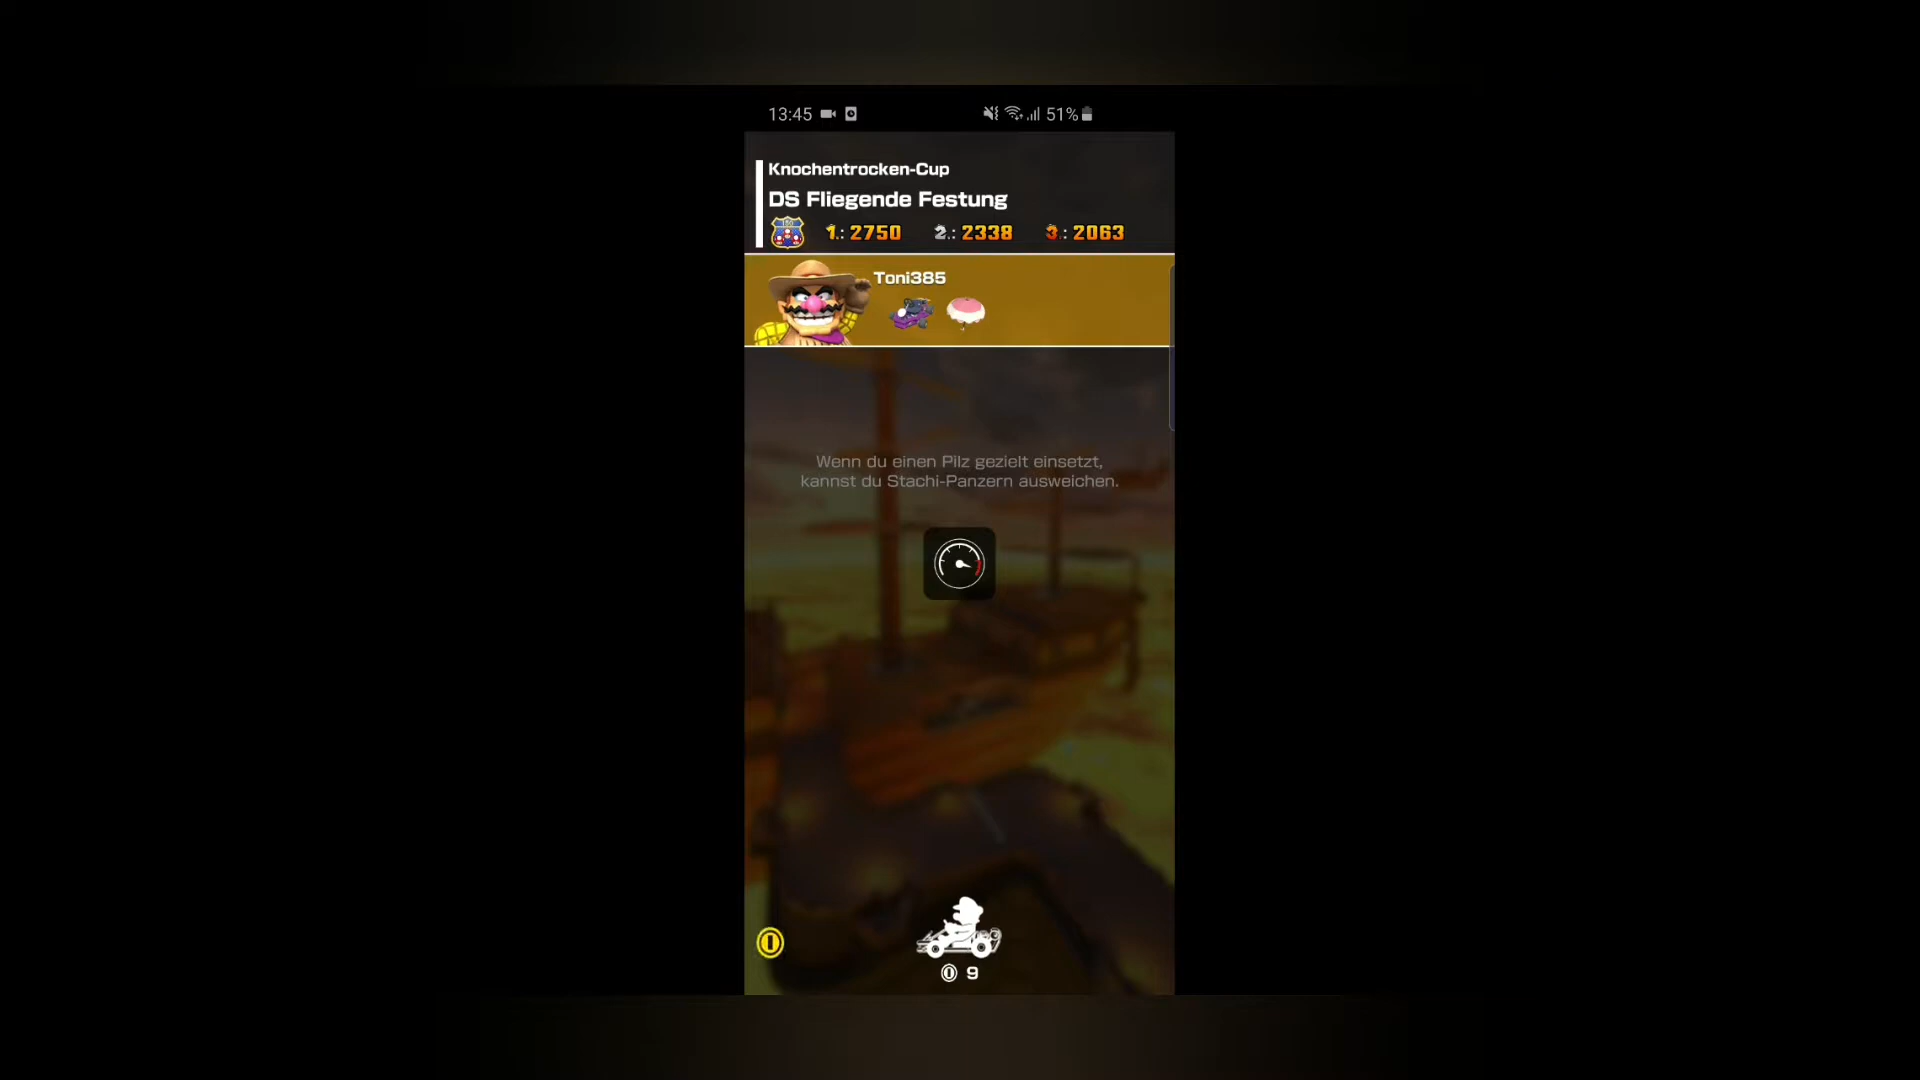 13:45 51%
Knochentrocken-Cup
DS Fliegende Festung
1.: 2750 2.: 2338 3.: 2063
Toni385
Wenn du einen Pilz gezielt einsetzt,
kannst du Stachi-Panzern ausweichen.
9